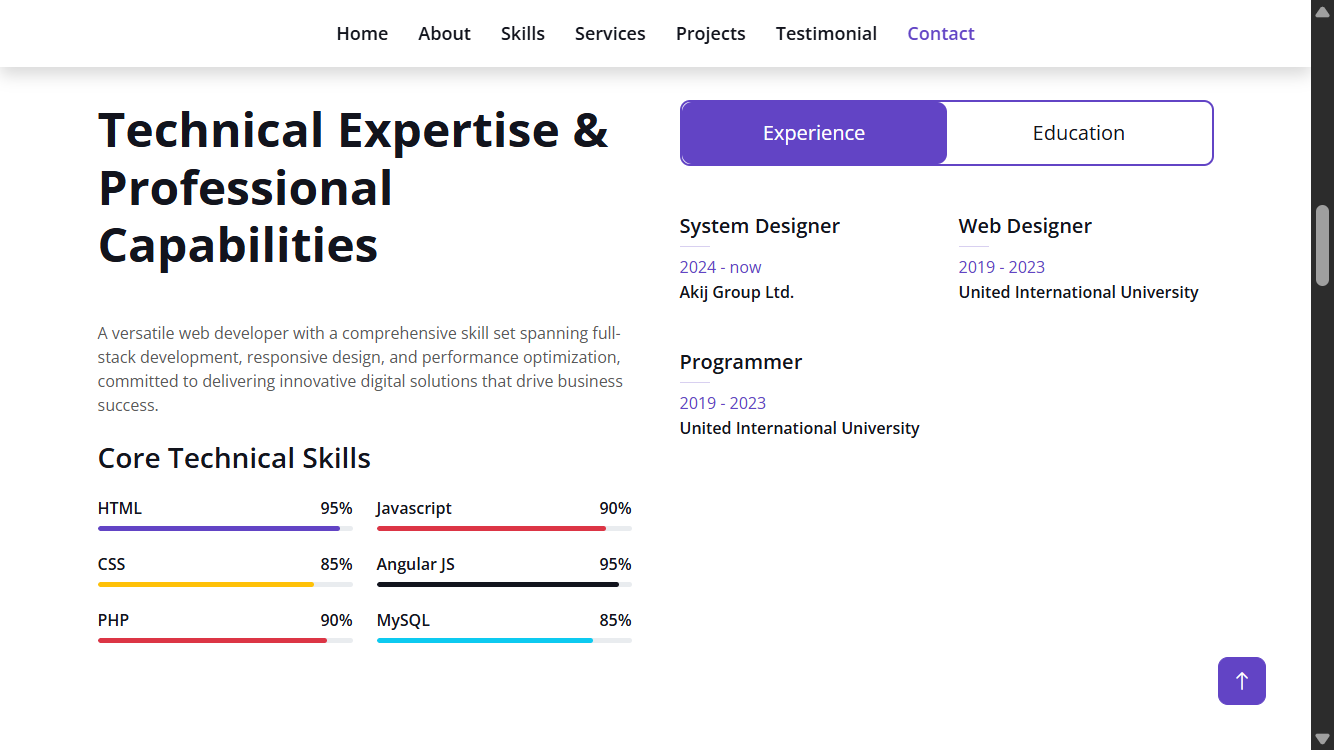 Home About Skills Services Projects Testimonial Contact
Technical Expertise &
Professional
Capabilities
A versatile web developer with a comprehensive skill set spanning full-
stack development, responsive design, and performance optimization,
committed to delivering innovative digital solutions that drive business
success.
Core Technical Skills
HTML 95%
Javascript 90%
CSS 85%
Angular JS 95%
PHP 90%
MySQL 85%
Experience
Education
System Designer
2024 - now
Akij Group Ltd.
Web Designer
2019 - 2023
United International University
Programmer
2019 - 2023
United International University